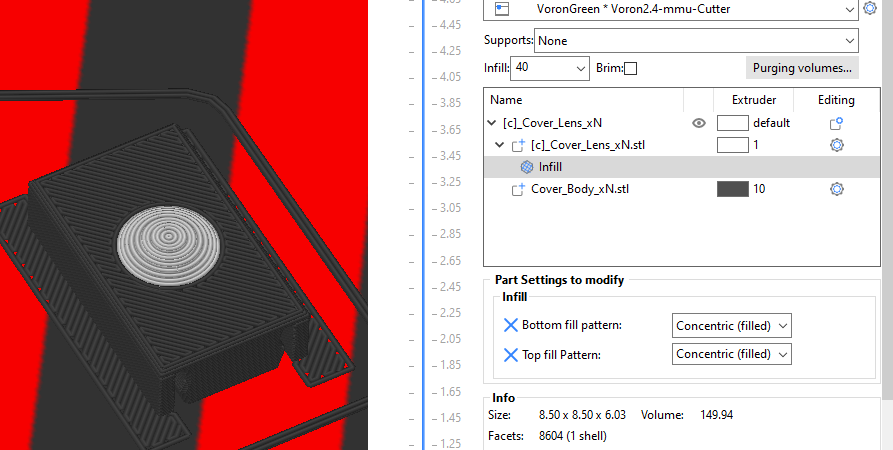 VoronGreen * Voron2.4-mmu-Cutter
Supports: None
Infill: 40 Brim: Purging volumes...
Name Extruder Editing
[c]_Cover_Lens_xN default
[c]_Cover_Lens_xN.stl 1
Infill
Cover_Body_xN.stl 10
Part Settings to modify
Infill
Bottom fill pattern: Concentric (filled)
Top fill Pattern: Concentric (filled)
Info
Size: 8.50 x 8.50 x 6.03 Volume: 149.94
Facets: 8604 (1 shell)
4.45
4.25
4.05
3.85
3.65
3.45
3.25
3.05
2.85
2.65
2.45
2.25
2.05
1.85
1.65
1.45
1.25